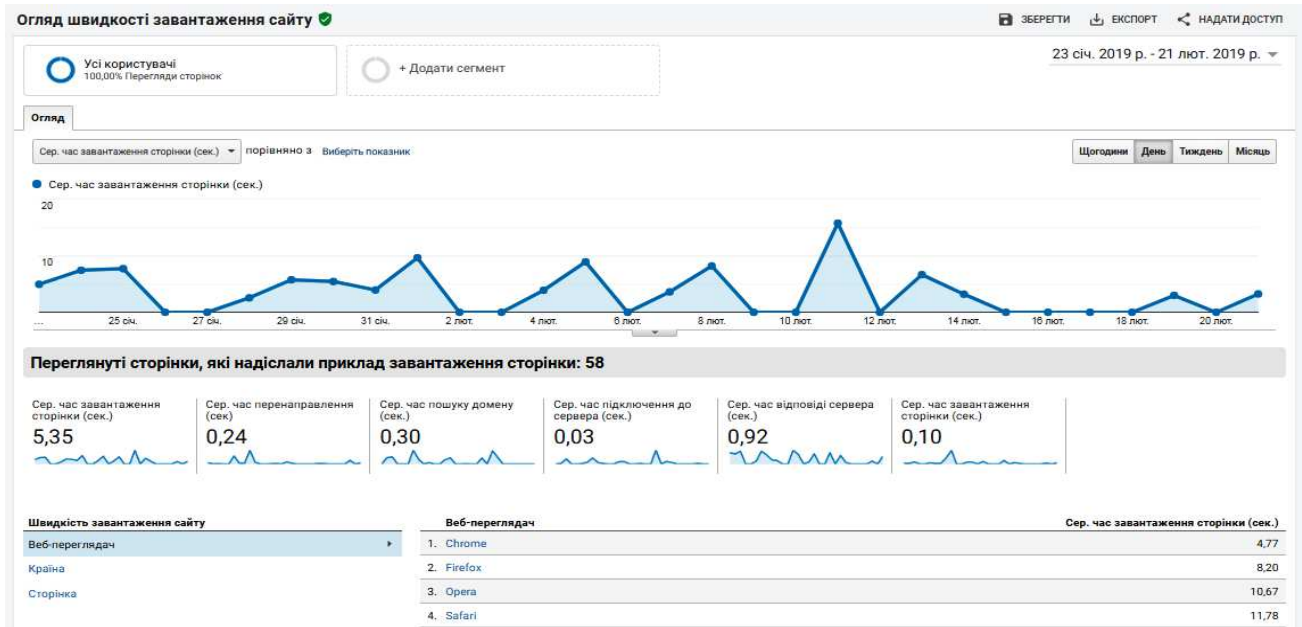 Огляд швидкості завантаження сайту
ЗБЕРЕГТИ ЕКСПОРТ НАДАТИ ДОСТУП
Усі користувачі
100,00% Перегляди сторінок
+ Додати сегмент
23 січ. 2019 р. - 21 лют. 2019 р.
Огляд
Сер. час завантаження сторінки (сек.) порівняно з Виберіть показник
Щогодини День Тиждень Місяць
Сер. час завантаження сторінки (сек.)
20
10
... 25 січ. 27 січ. 29 січ. 31 січ. 2 лют. 4 лют. 6 лют. 8 лют. 10 лют. 12 лют. 14 лют. 16 лют. 18 лют. 20 лют.
Переглянуті сторінки, які надіслали приклад завантаження сторінки: 58
Сер. час завантаження
сторінки (сек.)
5,35
Сер. час перенаправлення
(сек)
0,24
Сер. час пошуку домену
(сек.)
0,30
Сер. час підключення до
сервера (сек.)
0,03
Сер. час відповіді сервера
(сек.)
0,92
Сер. час завантаження
сторінки (сек.)
0,10
Швидкість завантаження сайту
Веб-переглядач
Країна
Сторінка
Веб-переглядач Сер. час завантаження сторінки (сек.)
1. Chrome 4,77
2. Firefox 8,20
3. Opera 10,67
4. Safari 11,78